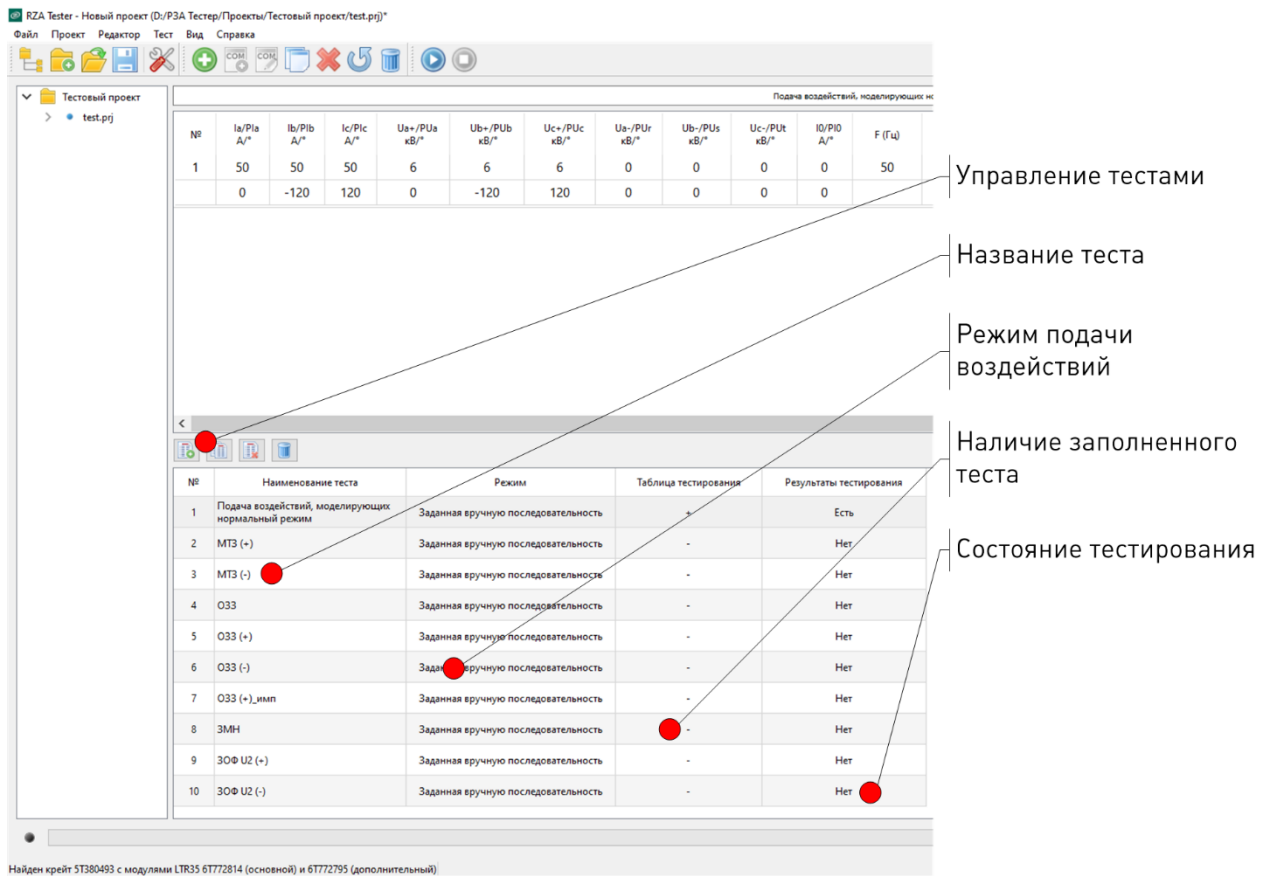 RZA Tester - Новый проект (D:/РЗА Тестер/Проекты/Тестовый проект/test.prj)*
Файл Проект Редактор Тест Вид Справка
COM COM
Тестовый проект
test.prj
Подача воздействий, моделирующих но
№ Ia/PIa A/° Ib/PIb A/° Ic/PIc A/° Ua+/PUa кВ/° Ub+/PUb кВ/° Uc+/PUc кВ/° Ua-/PUr кВ/° Ub-/PUs кВ/° Uc-/PUt кВ/° I0/PI0 A/° F (Гц)
1 50 50 50 6 6 6 0 0 0 0 50
0 -120 120 0 -120 120 0 0 0 0
Управление тестами
Название теста
Режим подачи
воздействий
Наличие заполненного
теста
Состояние тестирования
№ Наименование теста Режим Таблица тестирования Результаты тестирования
1 Подача воздействий, моделирующих
нормальный режим Заданная вручную последовательность + Есть
2 МТЗ (+) Заданная вручную последовательность - Нет
3 МТЗ (-) Заданная вручную последовательность - Нет
4 ОЗЗ Заданная вручную последовательность - Нет
5 ОЗЗ (+) Заданная вручную последовательность - Нет
6 ОЗЗ (-) Заданная вручную последовательность - Нет
7 ОЗЗ (+)_имп Заданная вручную последовательность - Нет
8 ЗМН Заданная вручную последовательность - Нет
9 ЗОФ U2 (+) Заданная вручную последовательность - Нет
10 ЗОФ U2 (-) Заданная вручную последовательность - Нет
Найден крейт 5T380493 с модулями LTR35 6T772814 (основной) и 6T772795 (дополнительный)